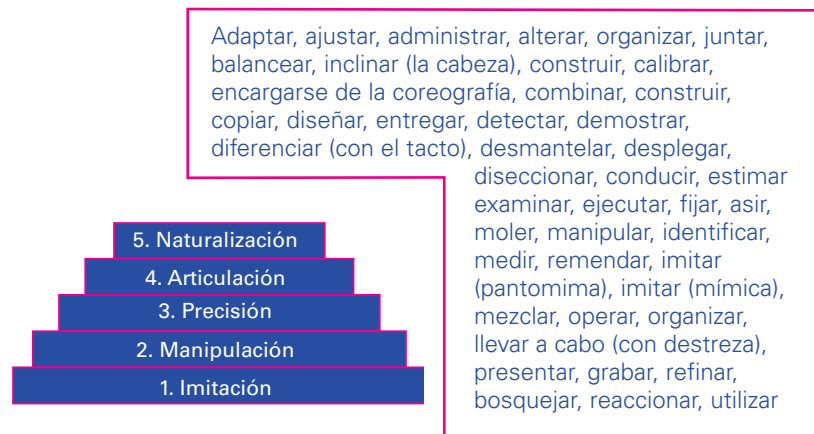 Adaptar, ajustar, administrar, alterar, organizar, juntar,
balancear, inclinar (la cabeza), construir, calibrar,
encargarse de la coreografía, combinar, construir,
copiar, diseñar, entregar, detectar, demostrar,
diferenciar (con el tacto), desmantelar, desplegar,
diseccionar, conducir, estimar
examinar, ejecutar, fijar, asir,
moler, manipular, identificar,
medir, remendar, imitar
(pantomima), imitar (mímica),
mezclar, operar, organizar,
llevar a cabo (con destreza),
presentar, grabar, refinar,
bosquejar, reaccionar, utilizar
5. Naturalización
4. Articulación
3. Precisión
2. Manipulación
1. Imitación